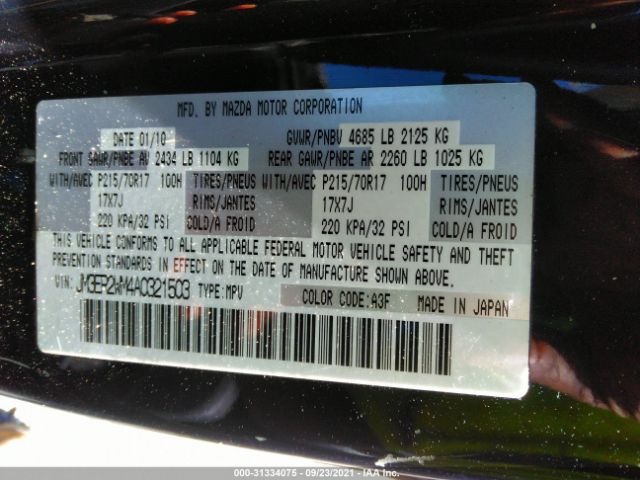 MFD. BY MAZDA MOTOR CORPORATION
DATE 01/10 GVWR/PNBV 4685 LB 2125 KG
FRONT GAWR/PNBE AV 2434 LB 1104 KG REAR GAWR/PNBE AR 2260 LB 1025 KG
WITH/AVEC P215/70R17 100H TIRES/PNEUS WITH/AVEC P215/70R17 100H TIRES/PNEUS
17X7J RIMS/JANTES 17X7J RIMS/JANTES
220 KPA/32 PSI COLD/A FROID 220 KPA/32 PSI COLD/A FROID
THIS VEHICLE CONFORMS TO ALL APPLICABLE FEDERAL MOTOR VEHICLE SAFETY AND THEFT
PREVENTION STANDARDS IN EFFECT ON THE DATE OF MANUFACTURE SHOWN ABOVE.
VIN: JM3ER2WM4A0321503 TYPE:MPV COLOR CODE:A3F MADE IN JAPAN
000-31334075 - 09/23/2021 - IAA Inc.